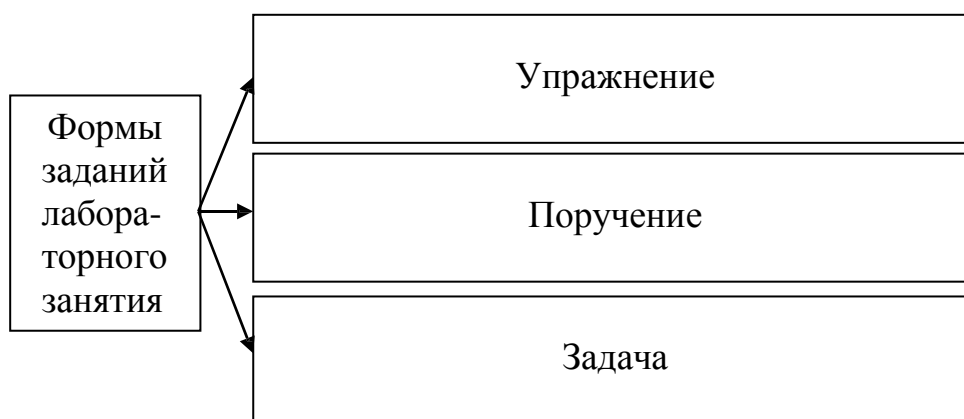 Упражнение
Формы
заданий
лабора-
торного
занятия
Поручение
Задача